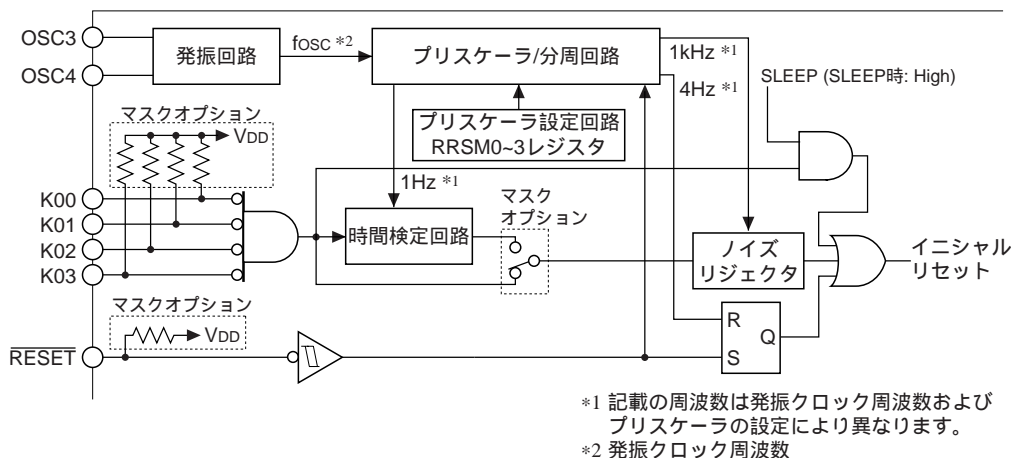 OSC3
OSC4
発振回路
fOSC *2
プリスケーラ/分周回路
1kHz *1
4Hz *1
SLEEP (SLEEP時: High)
マスクオプション
VDD
プリスケーラ設定回路
RRSM0~3レジスタ
1Hz *1
マスク
オプション
K00
K01
K02
K03
時間検定回路
ノイズ
リジェクタ
イニシャル
リセット
マスクオプション
VDD
RESET
R
S
Q
*1 記載の周波数は発振クロック周波数および
プリスケーラの設定により異なります。
*2 発振クロック周波数